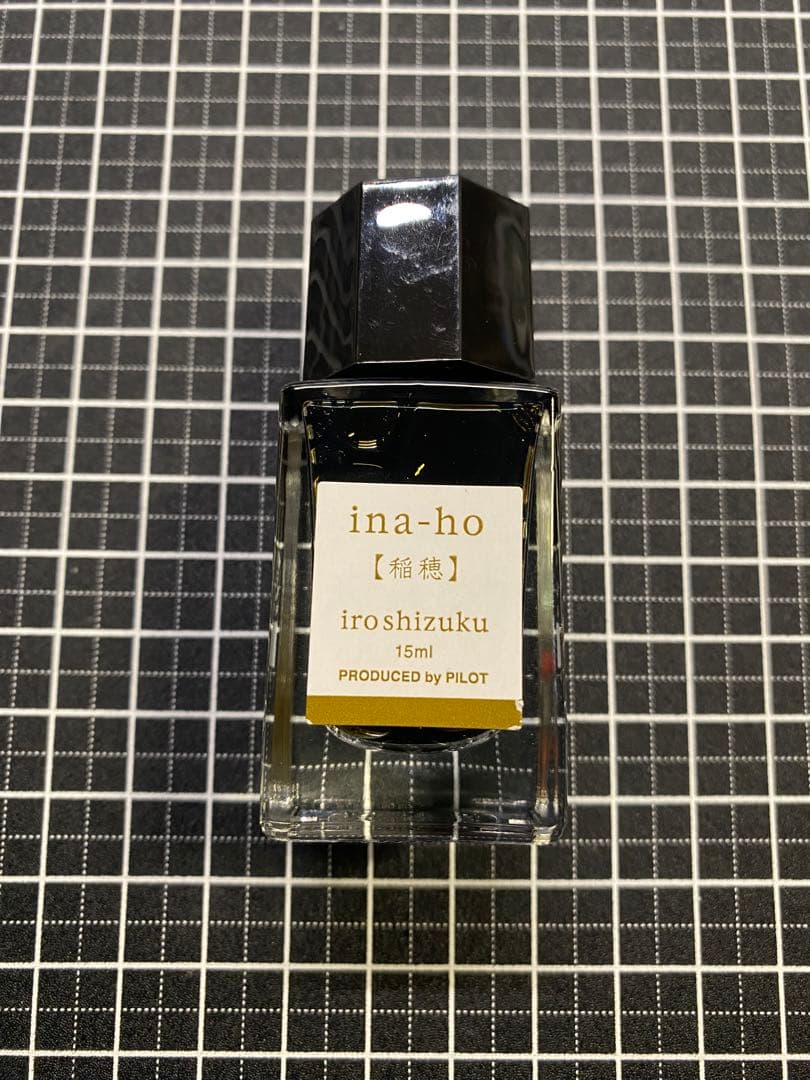 ina-ho
【稲穂】
iroshizuku
15ml
PRODUCED by PILOT